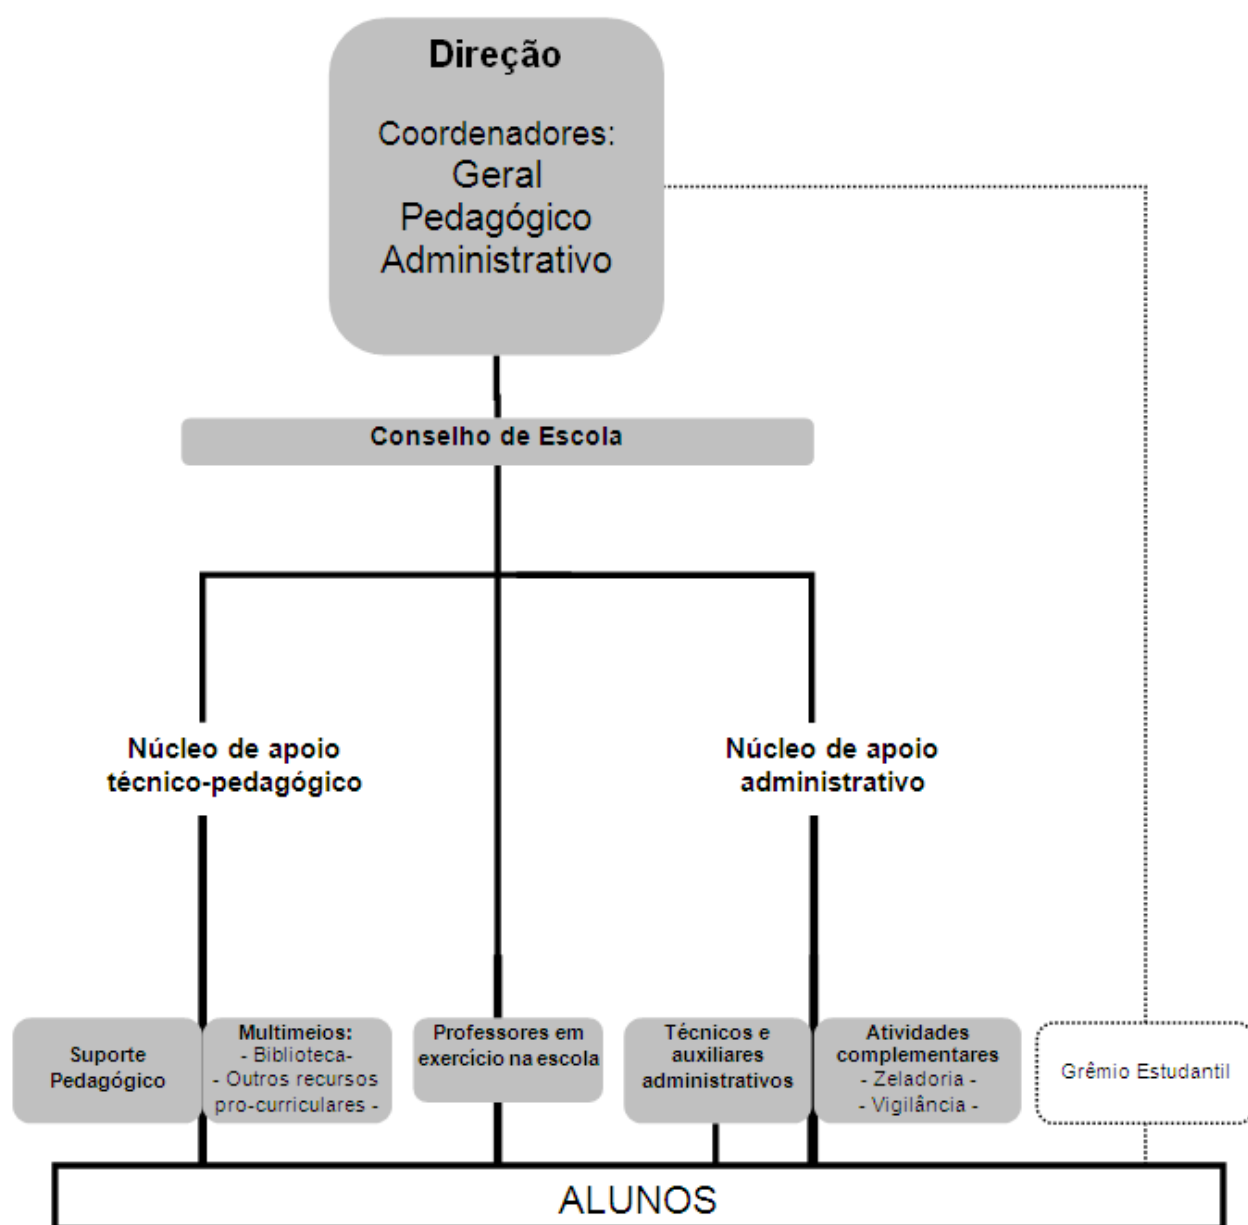 Direção
Coordenadores:
Geral
Pedagógico
Administrativo
Conselho de Escola
Núcleo de apoio
técnico-pedagógico
Núcleo de apoio
administrativo
Suporte
Pedagógico
Multimeios:
- Biblioteca-
- Outros recursos
pro-curriculares -
Professores em
exercício na escola
Técnicos e
auxiliares
administrativos
Atividades
complementares
- Zeladoria -
- Vigilância -
Grêmio Estudantil
ALUNOS